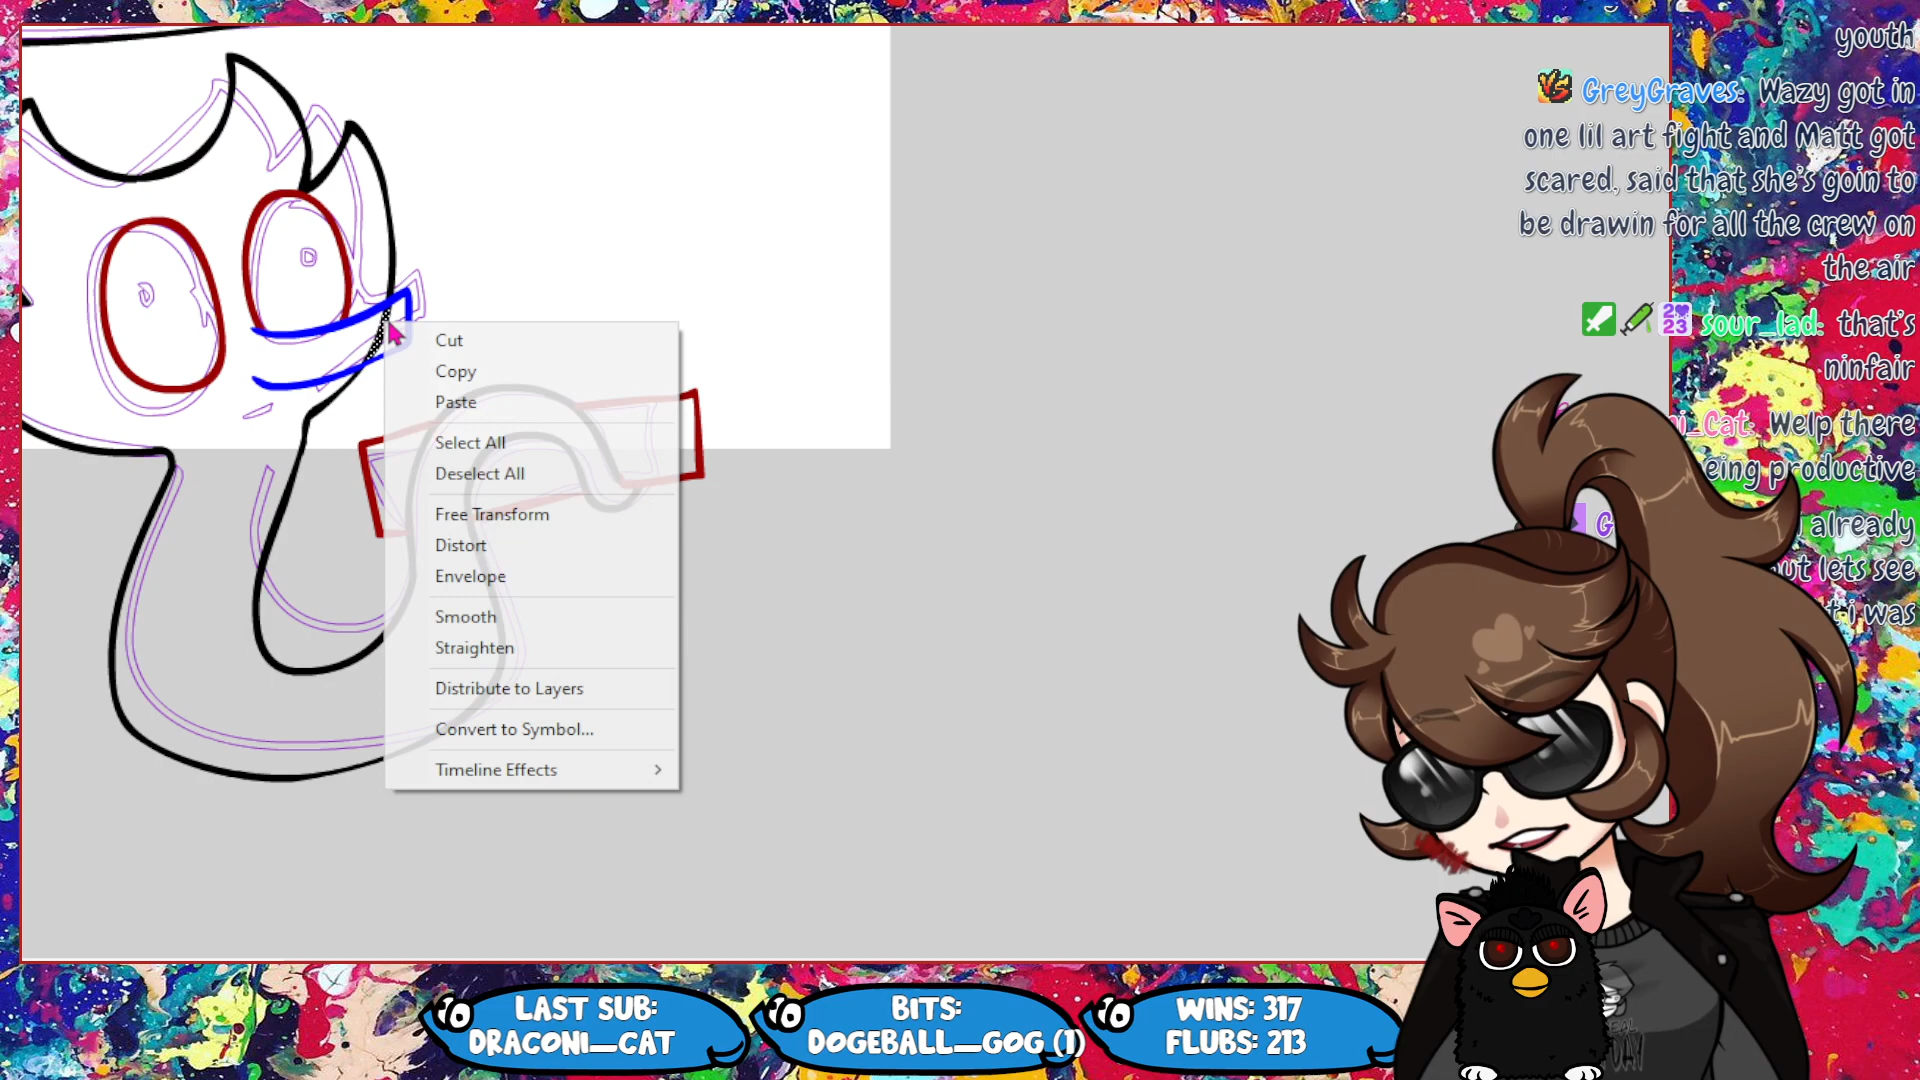 youth
GreyGraves: Wazy got in
one lil art fight and Matt got
scared, said that she's goin to
be drawin for all the crew on
the air
sour_lad: that's
ninfair
i_Cat: Welp there
eing productive
G already
ut lets see
t i was
Cut
Copy
Paste
Select All
Deselect All
Free Transform
Distort
Envelope
Smooth
Straighten
Distribute to Layers
Convert to Symbol...
Timeline Effects
LAST SUB:
DRACONI_CAT
BITS:
DOGEBALL_GOG (1)
WINS: 317
FLUBS: 213